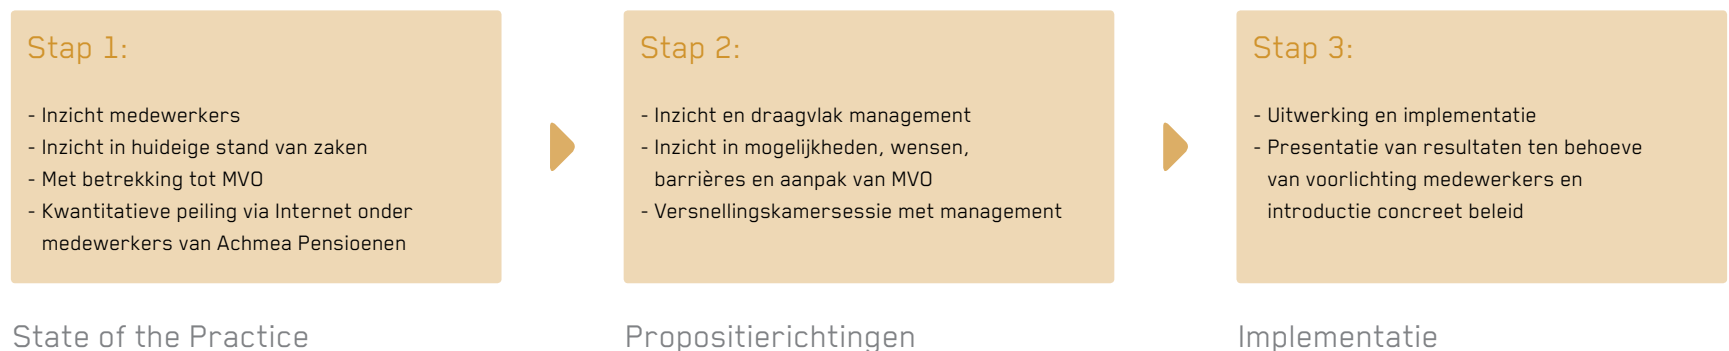 Stap 1:
- Inzicht medewerkers
- Inzicht in huideige stand van zaken
- Met betrekking tot MVO
- Kwantitatieve peiling via Internet onder
medewerkers van Achmea Pensioenen
State of the Practice
Stap 2:
- Inzicht en draagvlak management
- Inzicht in mogelijkheden, wensen,
barrières en aanpak van MVO
- Versnellingskamersessie met management
Propositierichtingen
Stap 3:
- Uitwerking en implementatie
- Presentatie van resultaten ten behoeve
van voorlichting medewerkers en
introductie concreet beleid
Implementatie